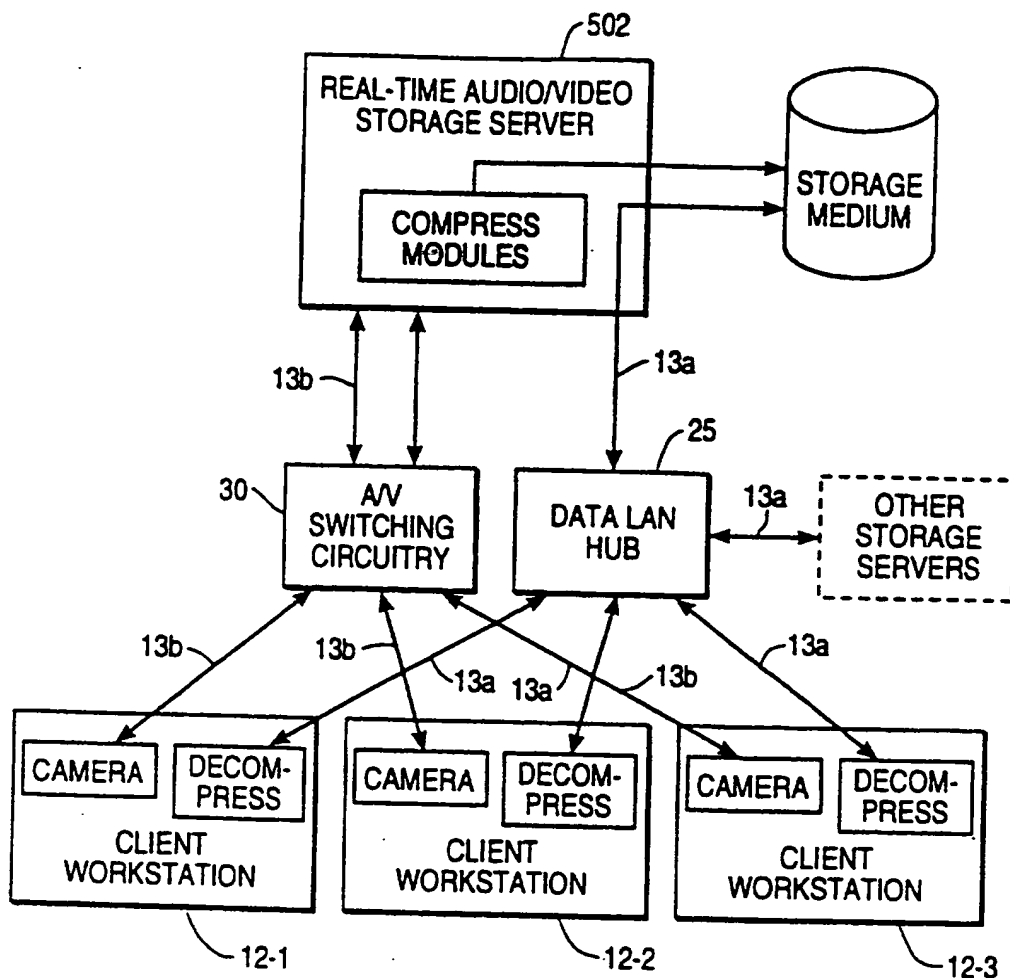 502
REAL-TIME AUDIO/VIDEO
STORAGE SERVER
COMPRESS
MODULES
STORAGE
MEDIUM
13b
13a
25
30
A/V
SWITCHING
CIRCUITRY
DATA LAN
HUB
13a
OTHER
STORAGE
SERVERS
13b
13b
13a
13a
13b
13a
CAMERA
DECOM-
PRESS
CLIENT
WORKSTATION
CAMERA
DECOM-
PRESS
CLIENT
WORKSTATION
CAMERA
DECOM-
PRESS
CLIENT
WORKSTATION
12-1
12-2
12-3